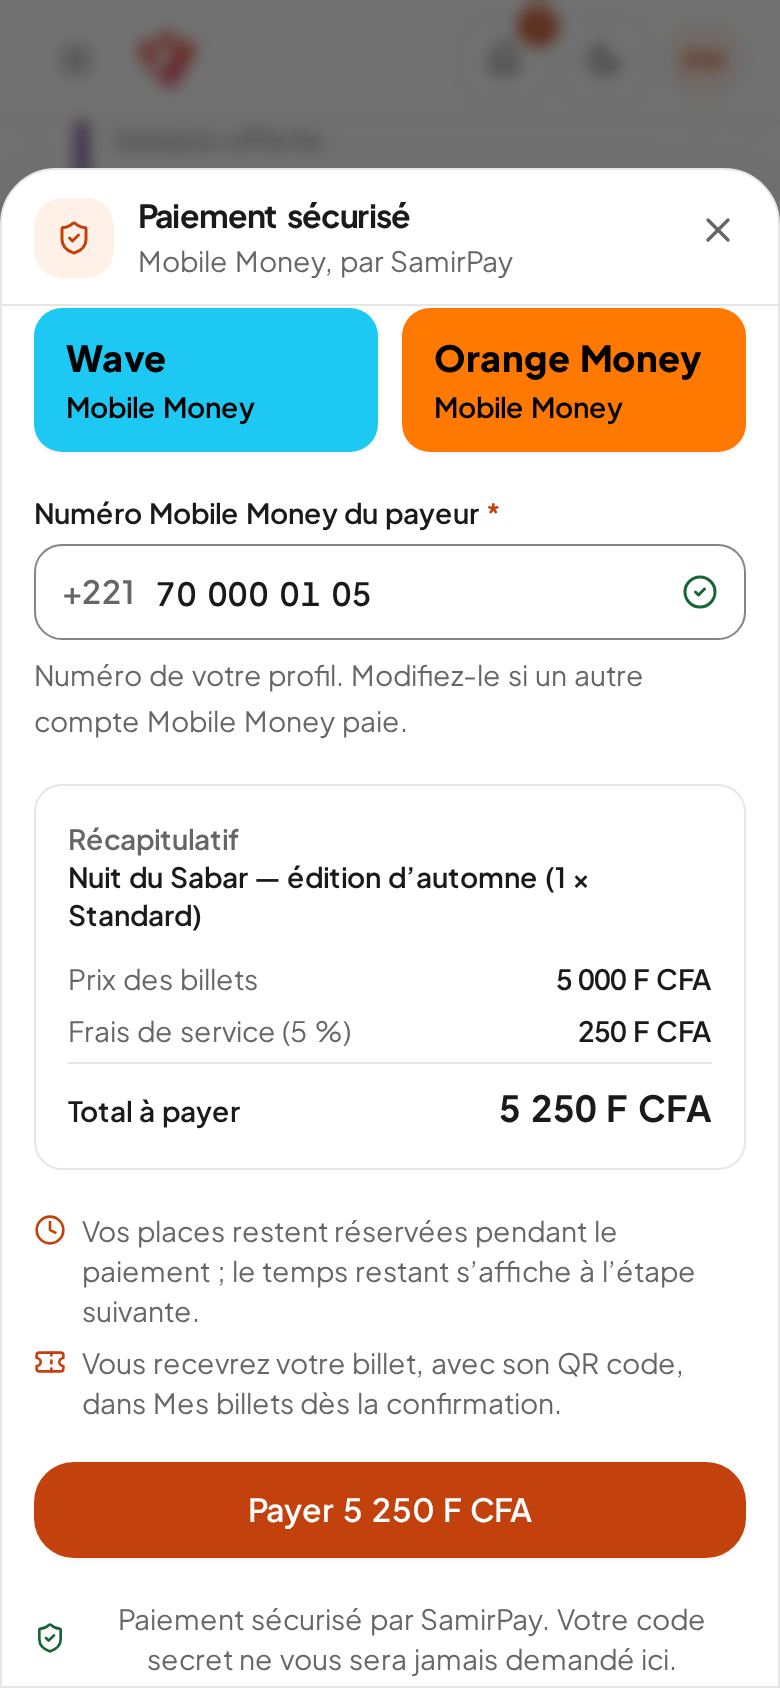 Paiement sécurisé
Mobile Money, par SamirPay
Wave
Mobile Money
Orange Money
Mobile Money
Numéro Mobile Money du payeur *
+221 70 000 01 05
Numéro de votre profil. Modifiez-le si un autre
compte Mobile Money paie.
Récapitulatif
Nuit du Sabar — édition d’automne (1 ×
Standard)
Prix des billets 5 000 F CFA
Frais de service (5 %) 250 F CFA
Total à payer 5 250 F CFA
Vos places restent réservées pendant le
paiement ; le temps restant s’affiche à l’étape
suivante.
Vous recevrez votre billet, avec son QR code,
dans Mes billets dès la confirmation.
Payer 5 250 F CFA
Paiement sécurisé par SamirPay. Votre code
secret ne vous sera jamais demandé ici.